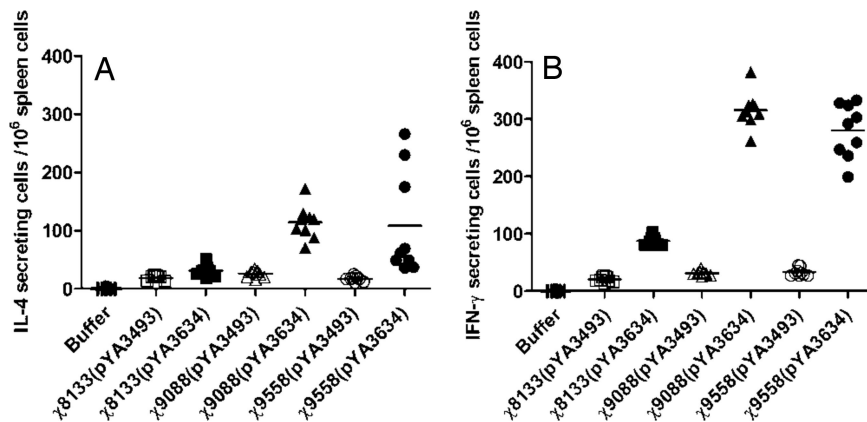 A
IL-4 secreting cells /10⁶ spleen cells
400
300
200
100
0
Buffer
χ8133(pYA3493)
χ8133(pYA3634)
χ9088(pYA3493)
χ9088(pYA3634)
χ9558(pYA3493)
χ9558(pYA3634)
B
IFN-γ secreting cells /10⁶ spleen cells
400
300
200
100
0
Buffer
χ8133(pYA3493)
χ8133(pYA3634)
χ9088(pYA3493)
χ9088(pYA3634)
χ9558(pYA3493)
χ9558(pYA3634)